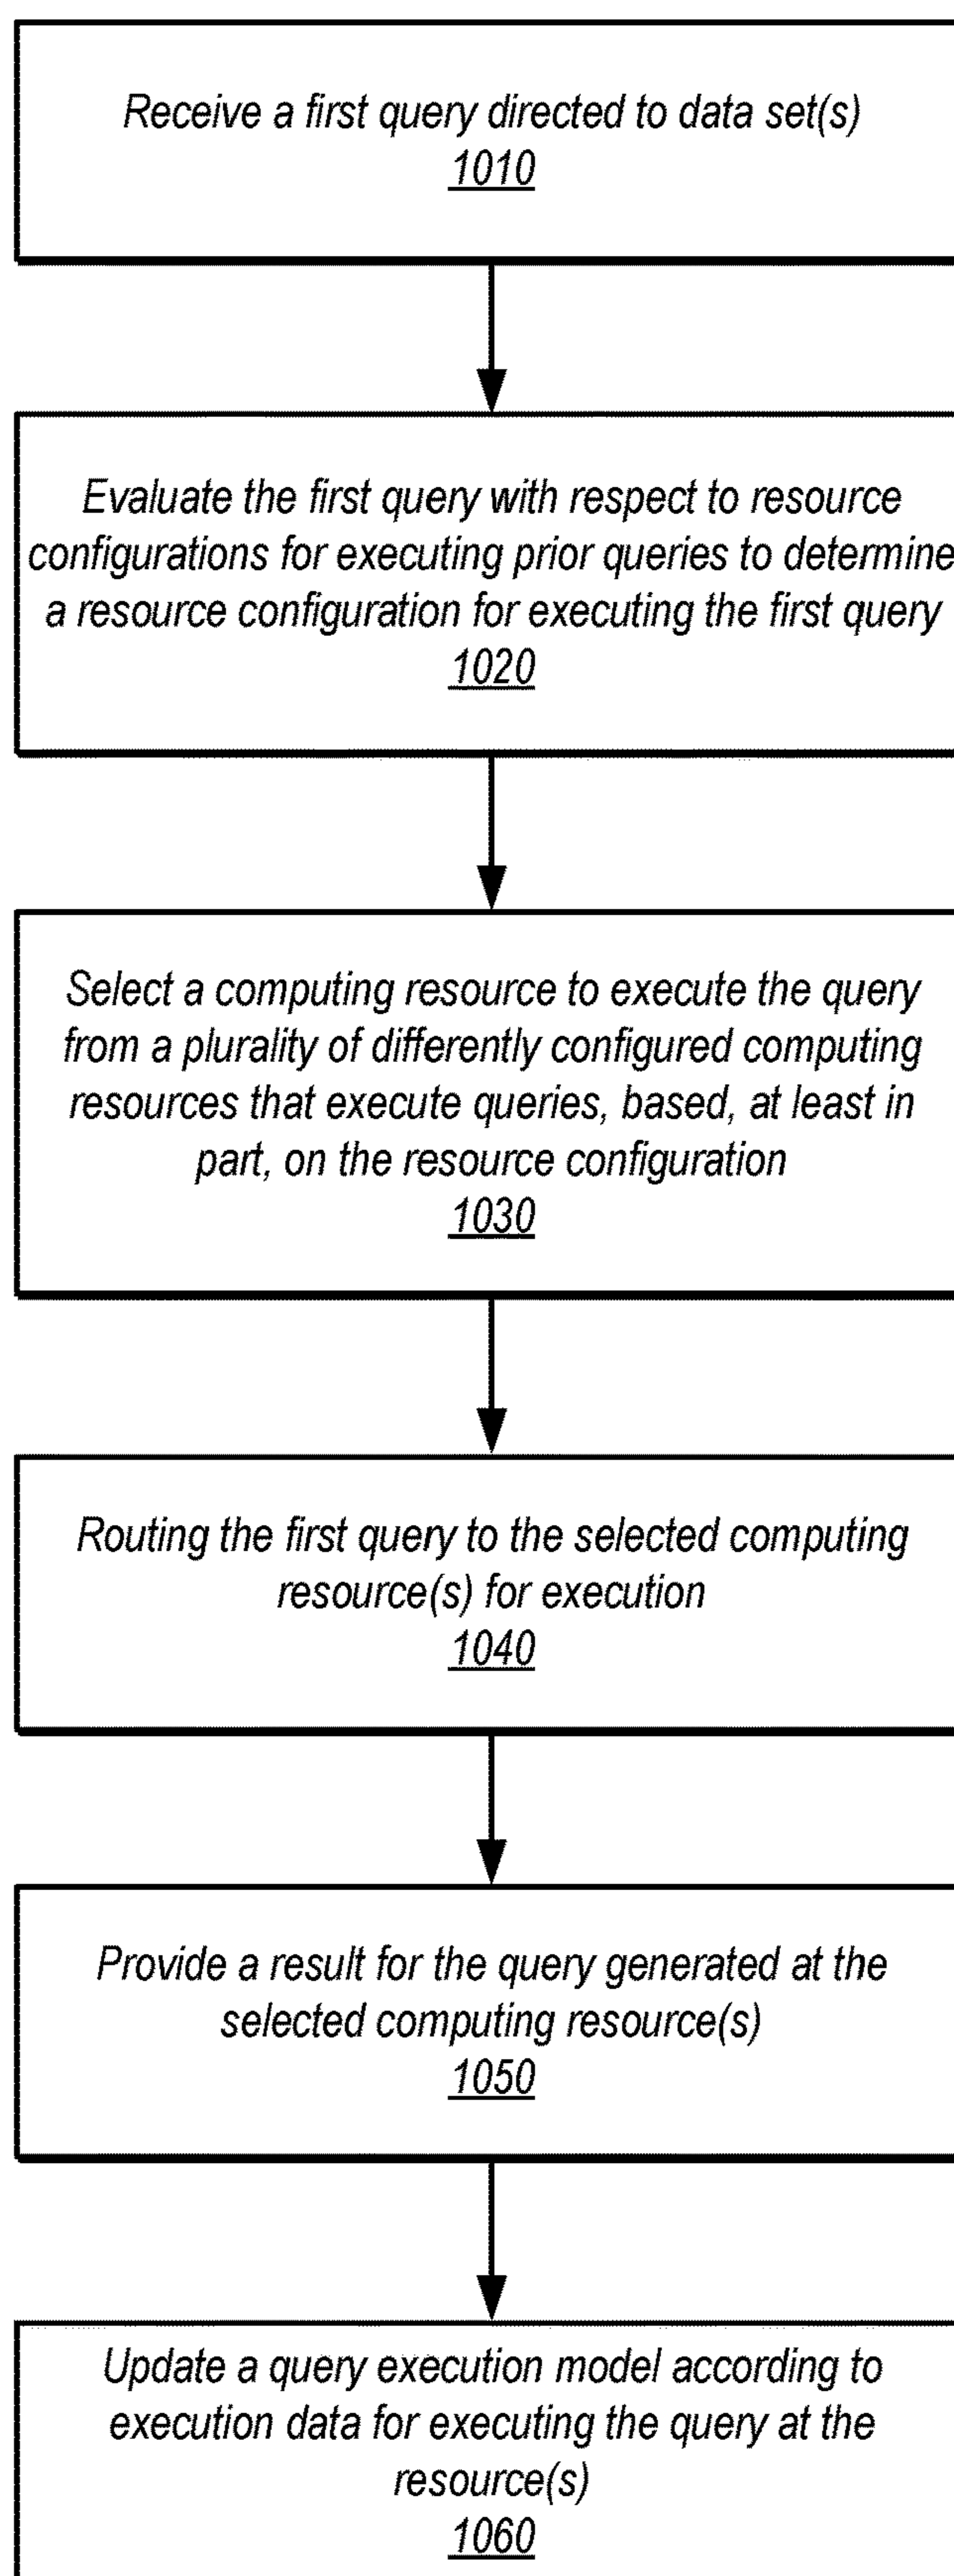 Receive a first query directed to data set(s)
1010
Evaluate the first query with respect to resource
configurations for executing prior queries to determine
a resource configuration for executing the first query
1020
Select a computing resource to execute the query
from a plurality of differently configured computing
resources that execute queries, based, at least in
part, on the resource configuration
1030
Routing the first query to the selected computing
resource(s) for execution
1040
Provide a result for the query generated at the
selected computing resource(s)
1050
Update a query execution model according to
execution data for executing the query at the
resource(s)
1060